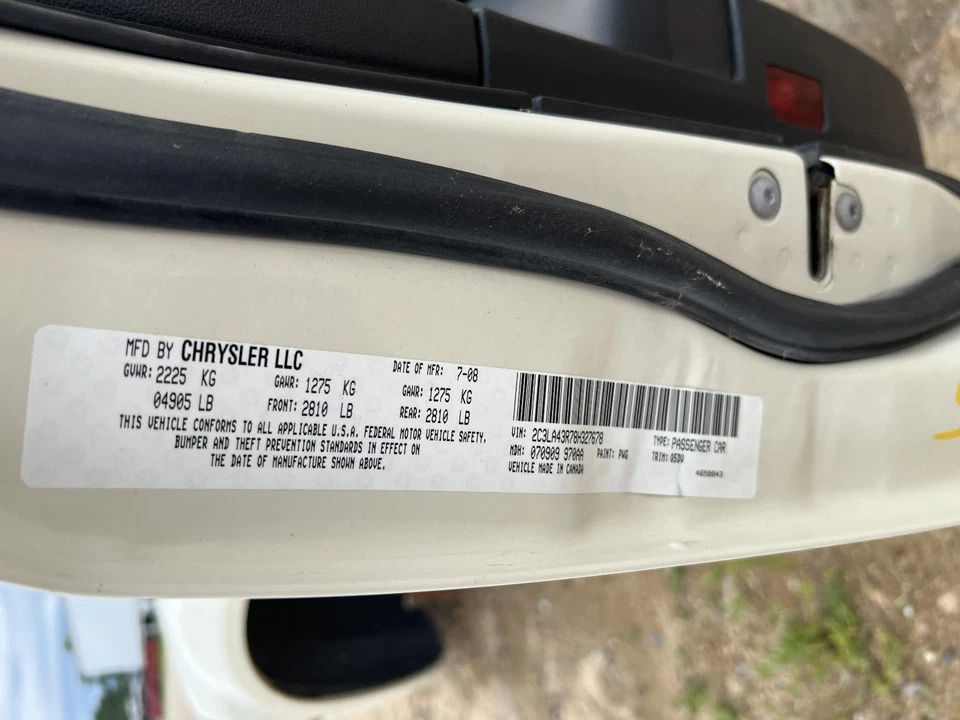 MFD BY CHRYSLER LLC
DATE OF MFR: 7-08
GVWR: 2225 KG
GAWR: 1275 KG
GAWR: 1275 KG
04905 LB
FRONT: 2810 LB
REAR: 2810 LB
THIS VEHICLE CONFORMS TO ALL APPLICABLE U.S.A. FEDERAL MOTOR VEHICLE SAFETY,
BUMPER AND THEFT PREVENTION STANDARDS IN EFFECT ON
THE DATE OF MANUFACTURE SHOWN ABOVE.
VIN: 2C3LA43R78H327678
TYPE: PASSENGER CAR
MDH: 070909 970AA
PAINT: PWG
TRIM: 05DV
VEHICLE MADE IN CANADA
4658043